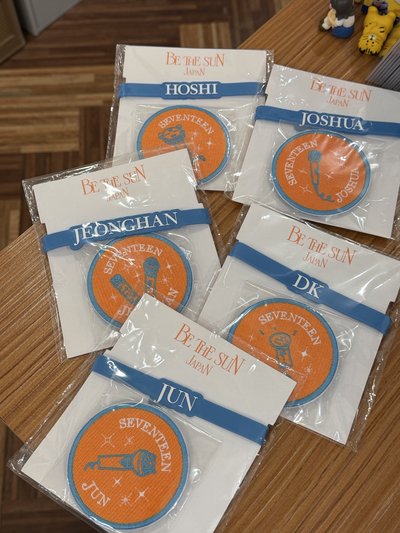 BE THE SUN
JAPAN
HOSHI
SEVENTEEN
BE THE SUN
JAPAN
JOSHUA
SEVENTEEN
JOSHUA
BE THE SUN
JAPAN
JEONGHAN
SEVENTEEN
BE THE SUN
JAPAN
DK
SEVENTEEN
BE THE SUN
JAPAN
JUN
SEVENTEEN
JUN